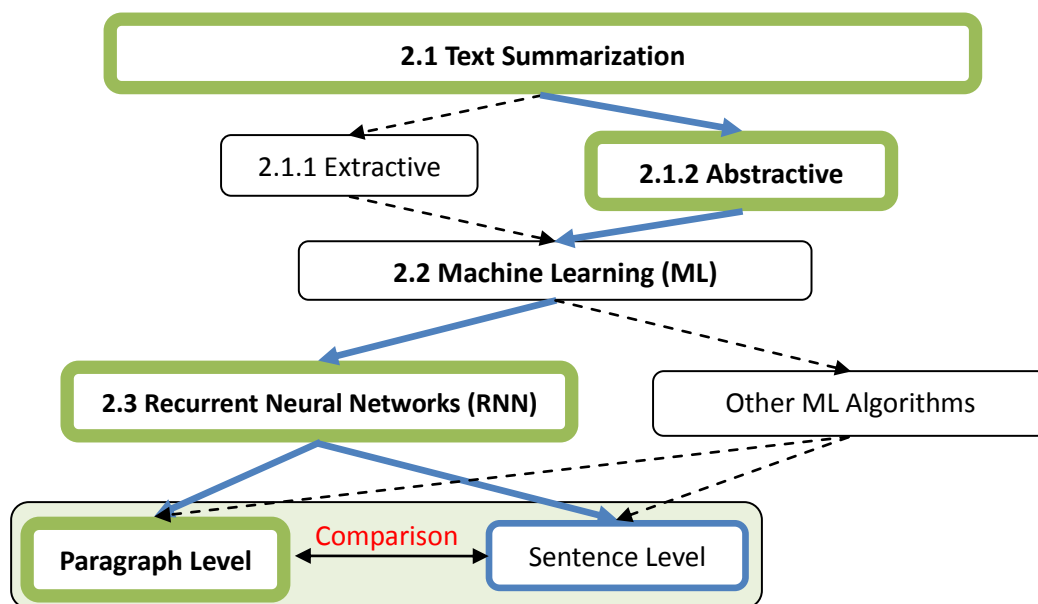 2.1 Text Summarization
2.1.1 Extractive
2.1.2 Abstractive
2.2 Machine Learning (ML)
2.3 Recurrent Neural Networks (RNN)
Other ML Algorithms
Paragraph Level
Comparison
Sentence Level